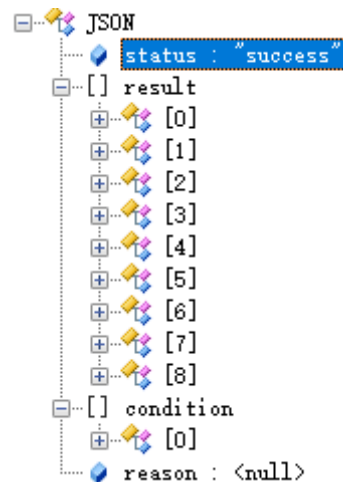 JSON
status : "success"
[] result
[0]
[1]
[2]
[3]
[4]
[5]
[6]
[7]
[8]
[] condition
[0]
reason : <null>